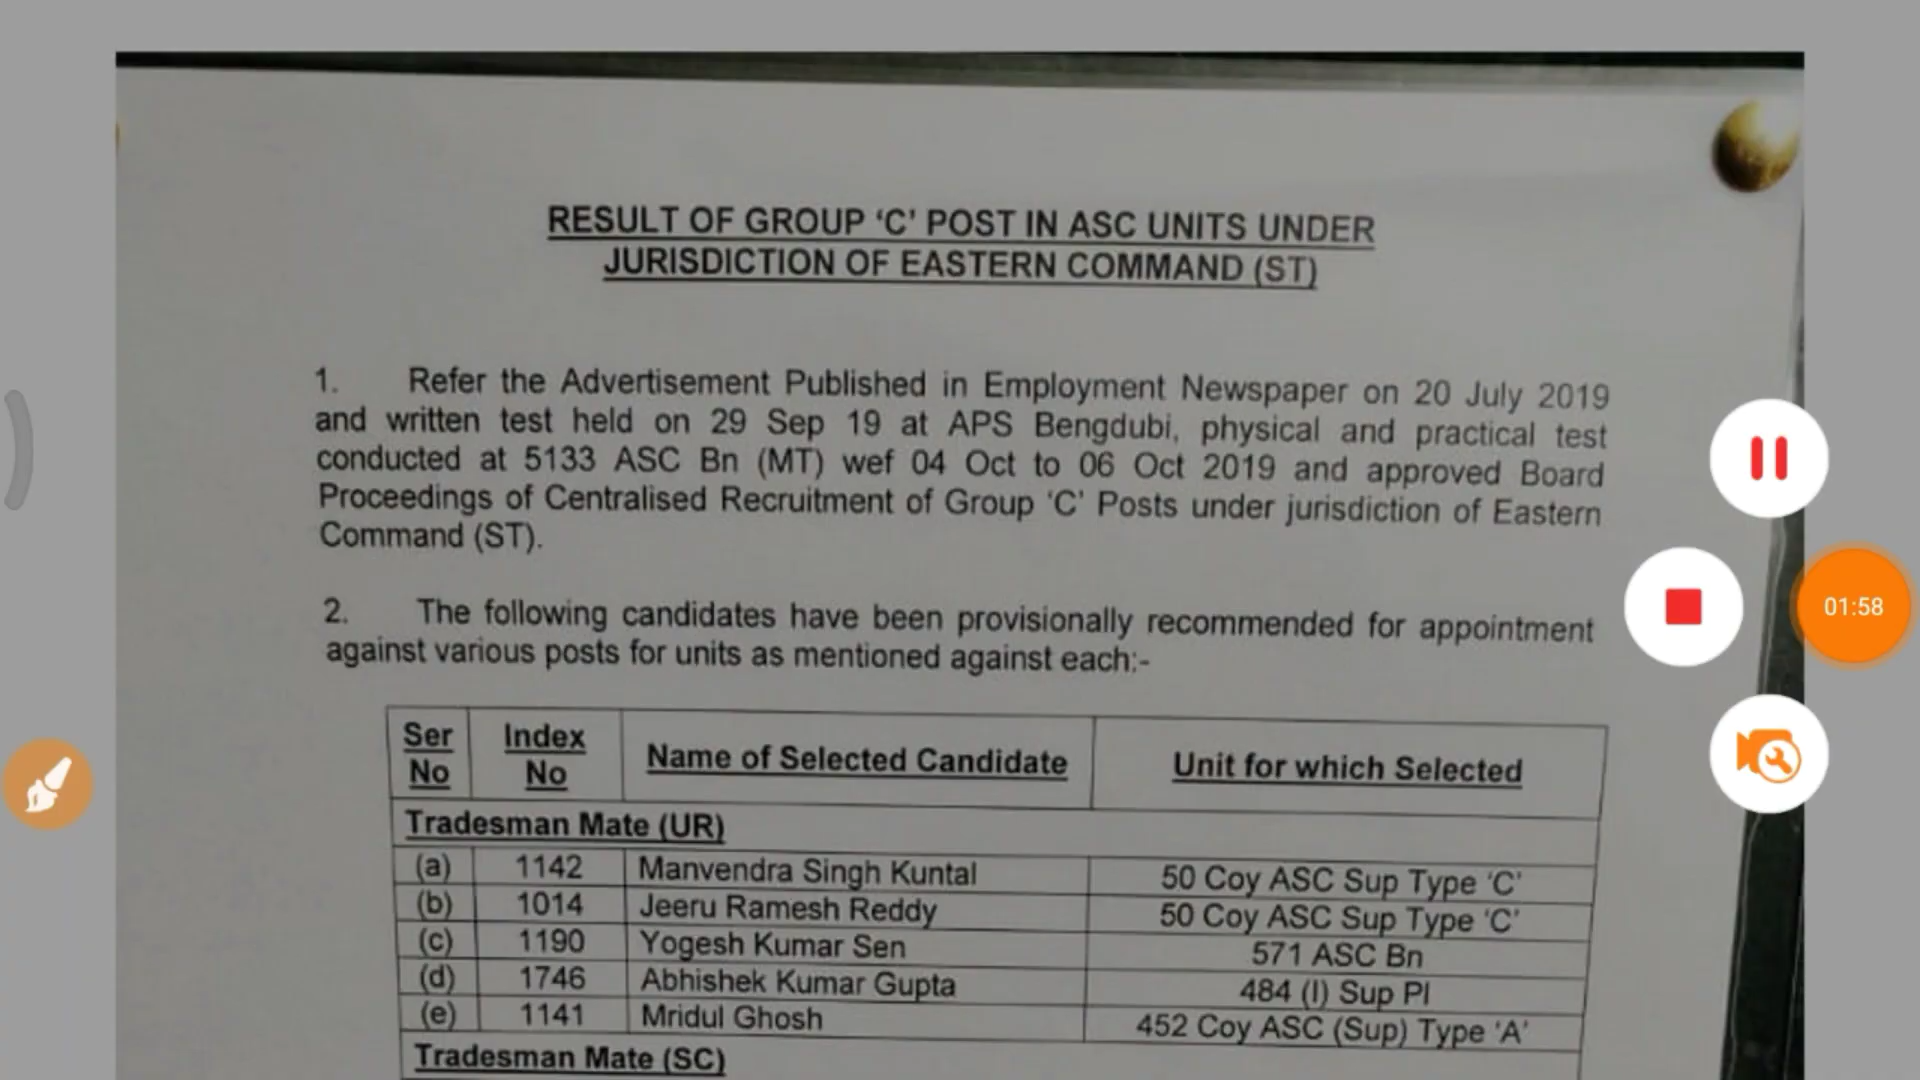 RESULT OF GROUP ‘C’ POST IN ASC UNITS UNDER
JURISDICTION OF EASTERN COMMAND (ST)
1. Refer the Advertisement Published in Employment Newspaper on 20 July 2019
and written test held on 29 Sep 19 at APS Bengdubi, physical and practical test
conducted at 5133 ASC Bn (MT) wef 04 Oct to 06 Oct 2019 and approved Board
Proceedings of Centralised Recruitment of Group ‘C’ Posts under jurisdiction of Eastern
Command (ST).
2. The following candidates have been provisionally recommended for appointment
against various posts for units as mentioned against each:-
Ser No Index No Name of Selected Candidate Unit for which Selected
Tradesman Mate (UR)
(a) 1142 Manvendra Singh Kuntal 50 Coy ASC Sup Type ‘C’
(b) 1014 Jeeru Ramesh Reddy 50 Coy ASC Sup Type ‘C’
(c) 1190 Yogesh Kumar Sen 571 ASC Bn
(d) 1746 Abhishek Kumar Gupta 484 (I) Sup Pl
(e) 1141 Mridul Ghosh 452 Coy ASC (Sup) Type ‘A’
Tradesman Mate (SC)
01:58